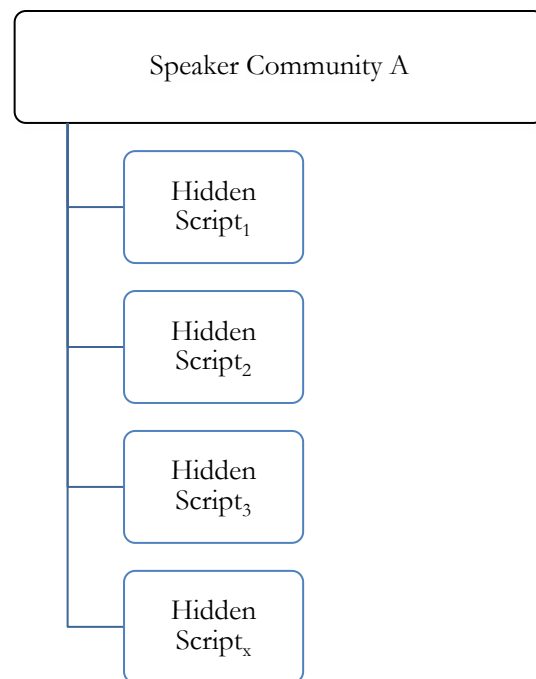 Speaker Community A
Hidden
Script₁
Hidden
Script₂
Hidden
Script₃
Hidden
Scriptₓ